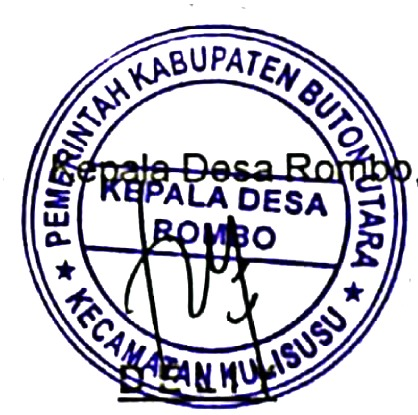 PEMERINTAH KABUPATEN BUTON UTARA
Kepala Desa Rombo,
KEPALA DESA
ROMBO
★ KECAMATAN KULISUSU ★